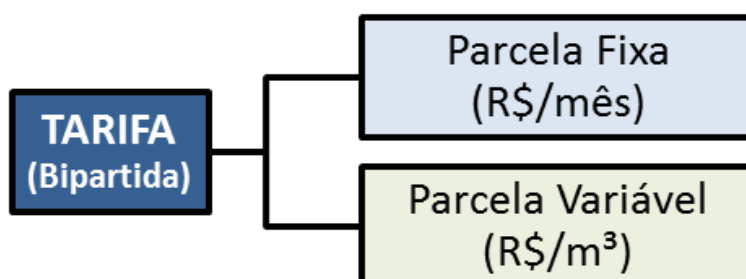 TARIFA
(Bipartida)
Parcela Fixa
(R$/mês)
Parcela Variável
(R$/m³)